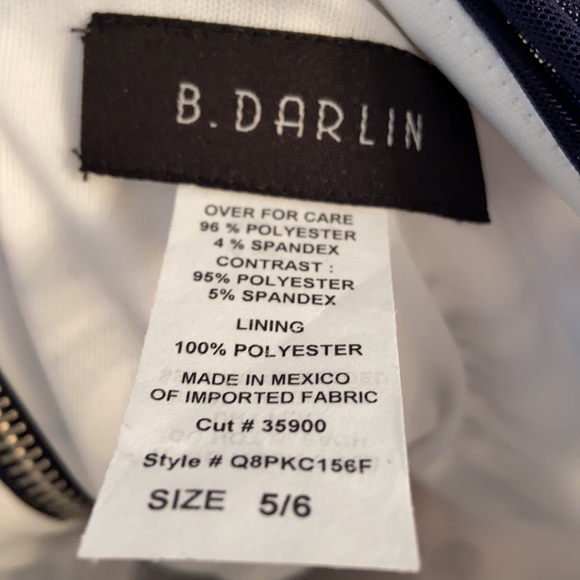 B. DARLIN
OVER FOR CARE
96 % POLYESTER
4 % SPANDEX
CONTRAST :
95% POLYESTER
5% SPANDEX
LINING
100% POLYESTER
MADE IN MEXICO
OF IMPORTED FABRIC
Cut # 35900
Style # Q8PKC156F
SIZE 5/6